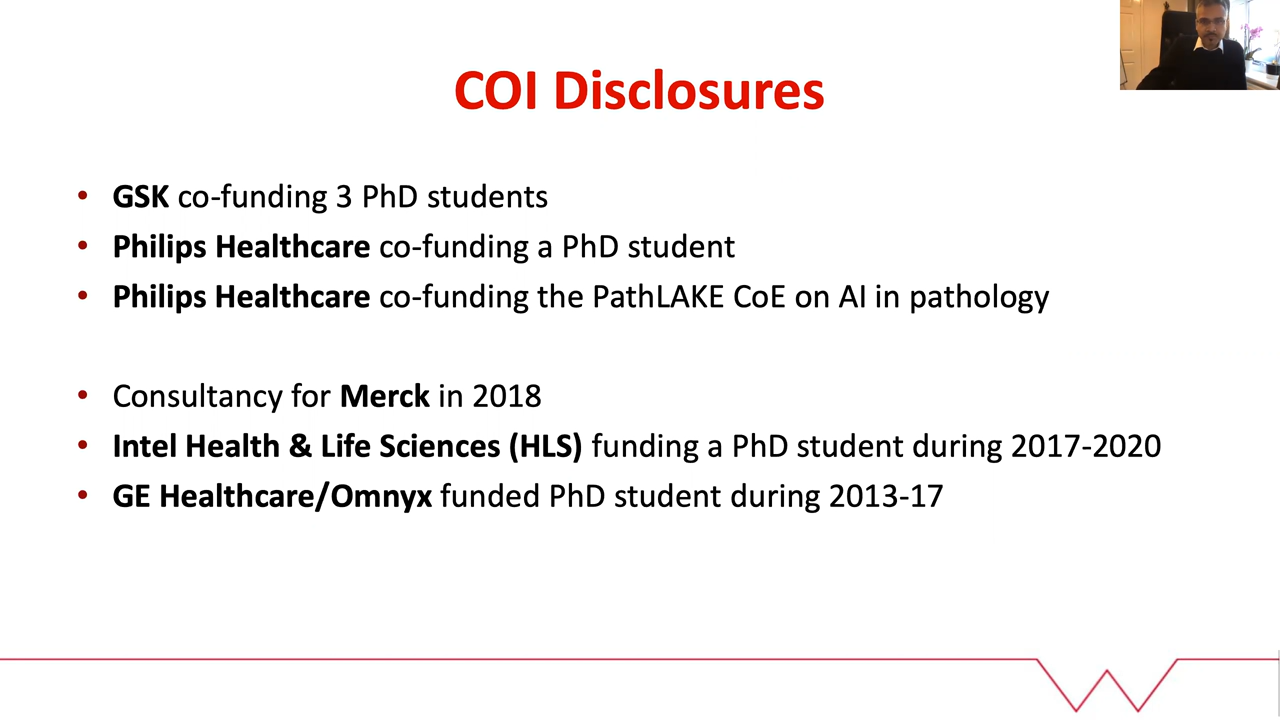 COI Disclosures
• GSK co-funding 3 PhD students
• Philips Healthcare co-funding a PhD student
• Philips Healthcare co-funding the PathLAKE CoE on AI in pathology
• Consultancy for Merck in 2018
• Intel Health & Life Sciences (HLS) funding a PhD student during 2017-2020
• GE Healthcare/Omnyx funded PhD student during 2013-17